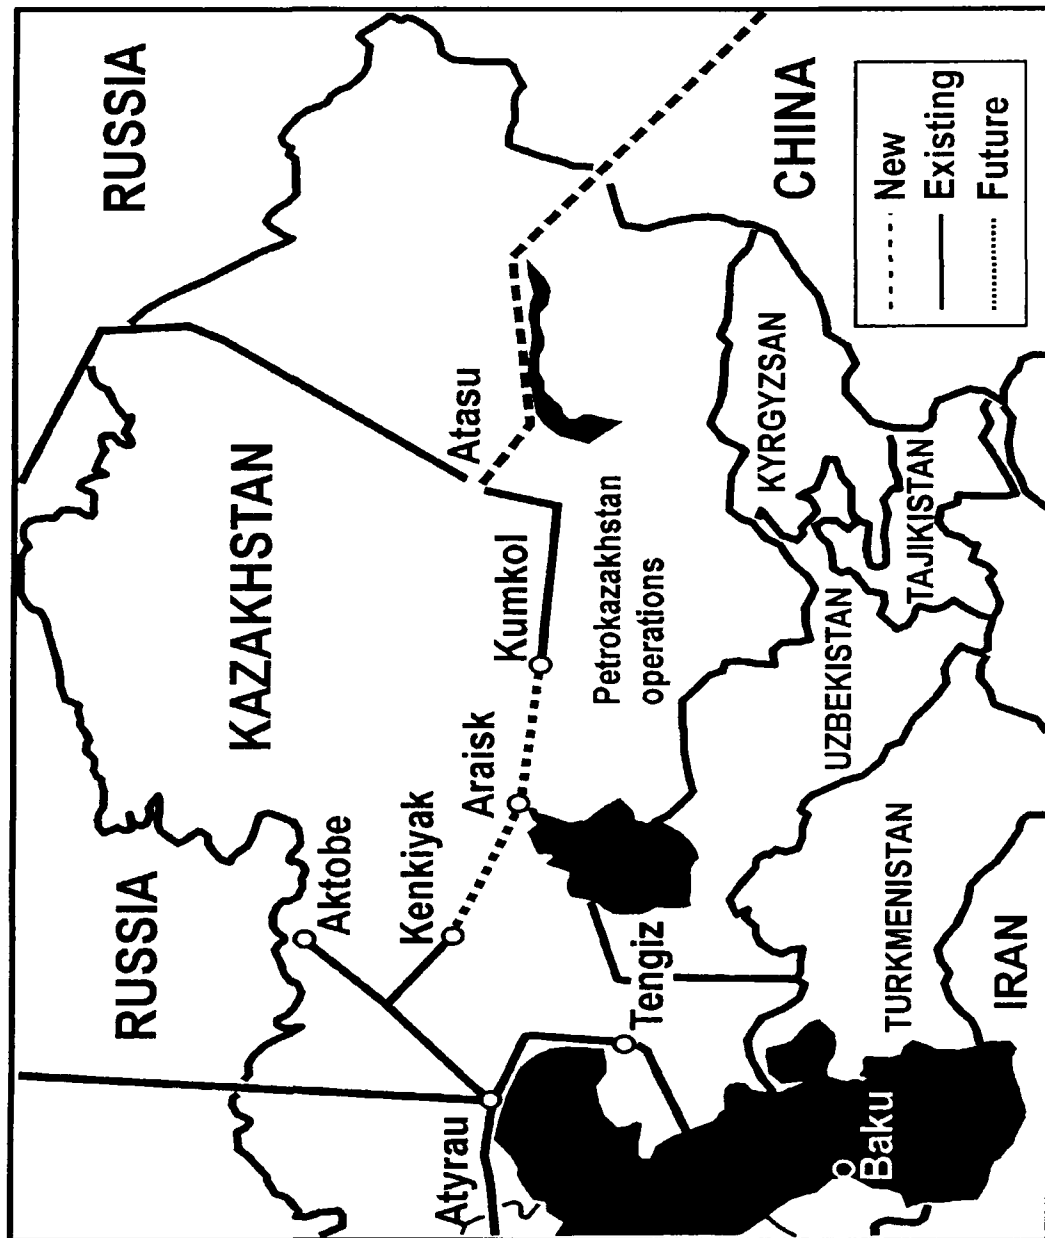 RUSSIA
RUSSIA
KAZAKHSTAN
Aktobe
Kenkiyak
Araisk
Kumkol
Atasu
Atyrau
Tengiz
Petrokazakhstan
operations
Baku
TURKMENISTAN
UZBEKISTAN
KYRGYZSAN
TAJIKISTAN
IRAN
CHINA
New
Existing
Future